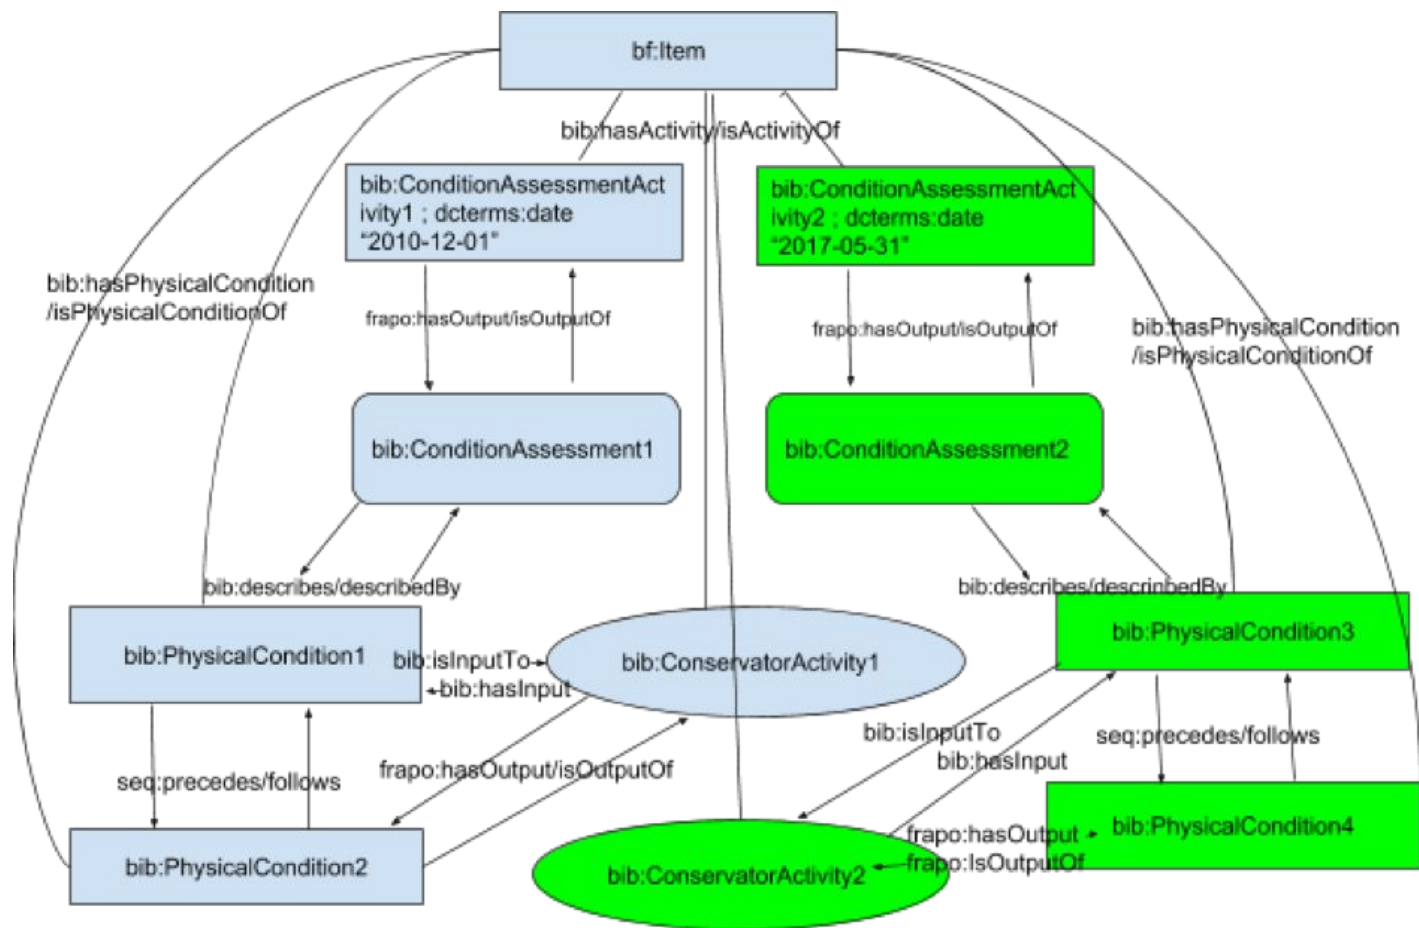 bf:Item
bib:hasActivity/isActivityOf
bib:ConditionAssessmentAct
ivity1 ; dcterms:date
“2010-12-01”
bib:ConditionAssessmentAct
ivity2 ; dcterms:date
“2017-05-31”
bib:hasPhysicalCondition
/isPhysicalConditionOf
frapo:hasOutput/isOutputOf
frapo:hasOutput/isOutputOf
bib:hasPhysicalCondition
/isPhysicalConditionOf
bib:ConditionAssessment1
bib:ConditionAssessment2
bib:describes/describedBy
bib:describes/descrinbedBy
bib:PhysicalCondition1
bib:isInputTo
bib:hasInput
bib:ConservatorActivity1
bib:PhysicalCondition3
bib:isInputTo
bib:hasInput
seq:precedes/follows
seq:precedes/follows
frapo:hasOutput/isOutputOf
bib:PhysicalCondition2
bib:ConservatorActivity2
frapo:hasOutput
frapo:IsOutputOf
bib:PhysicalCondition4